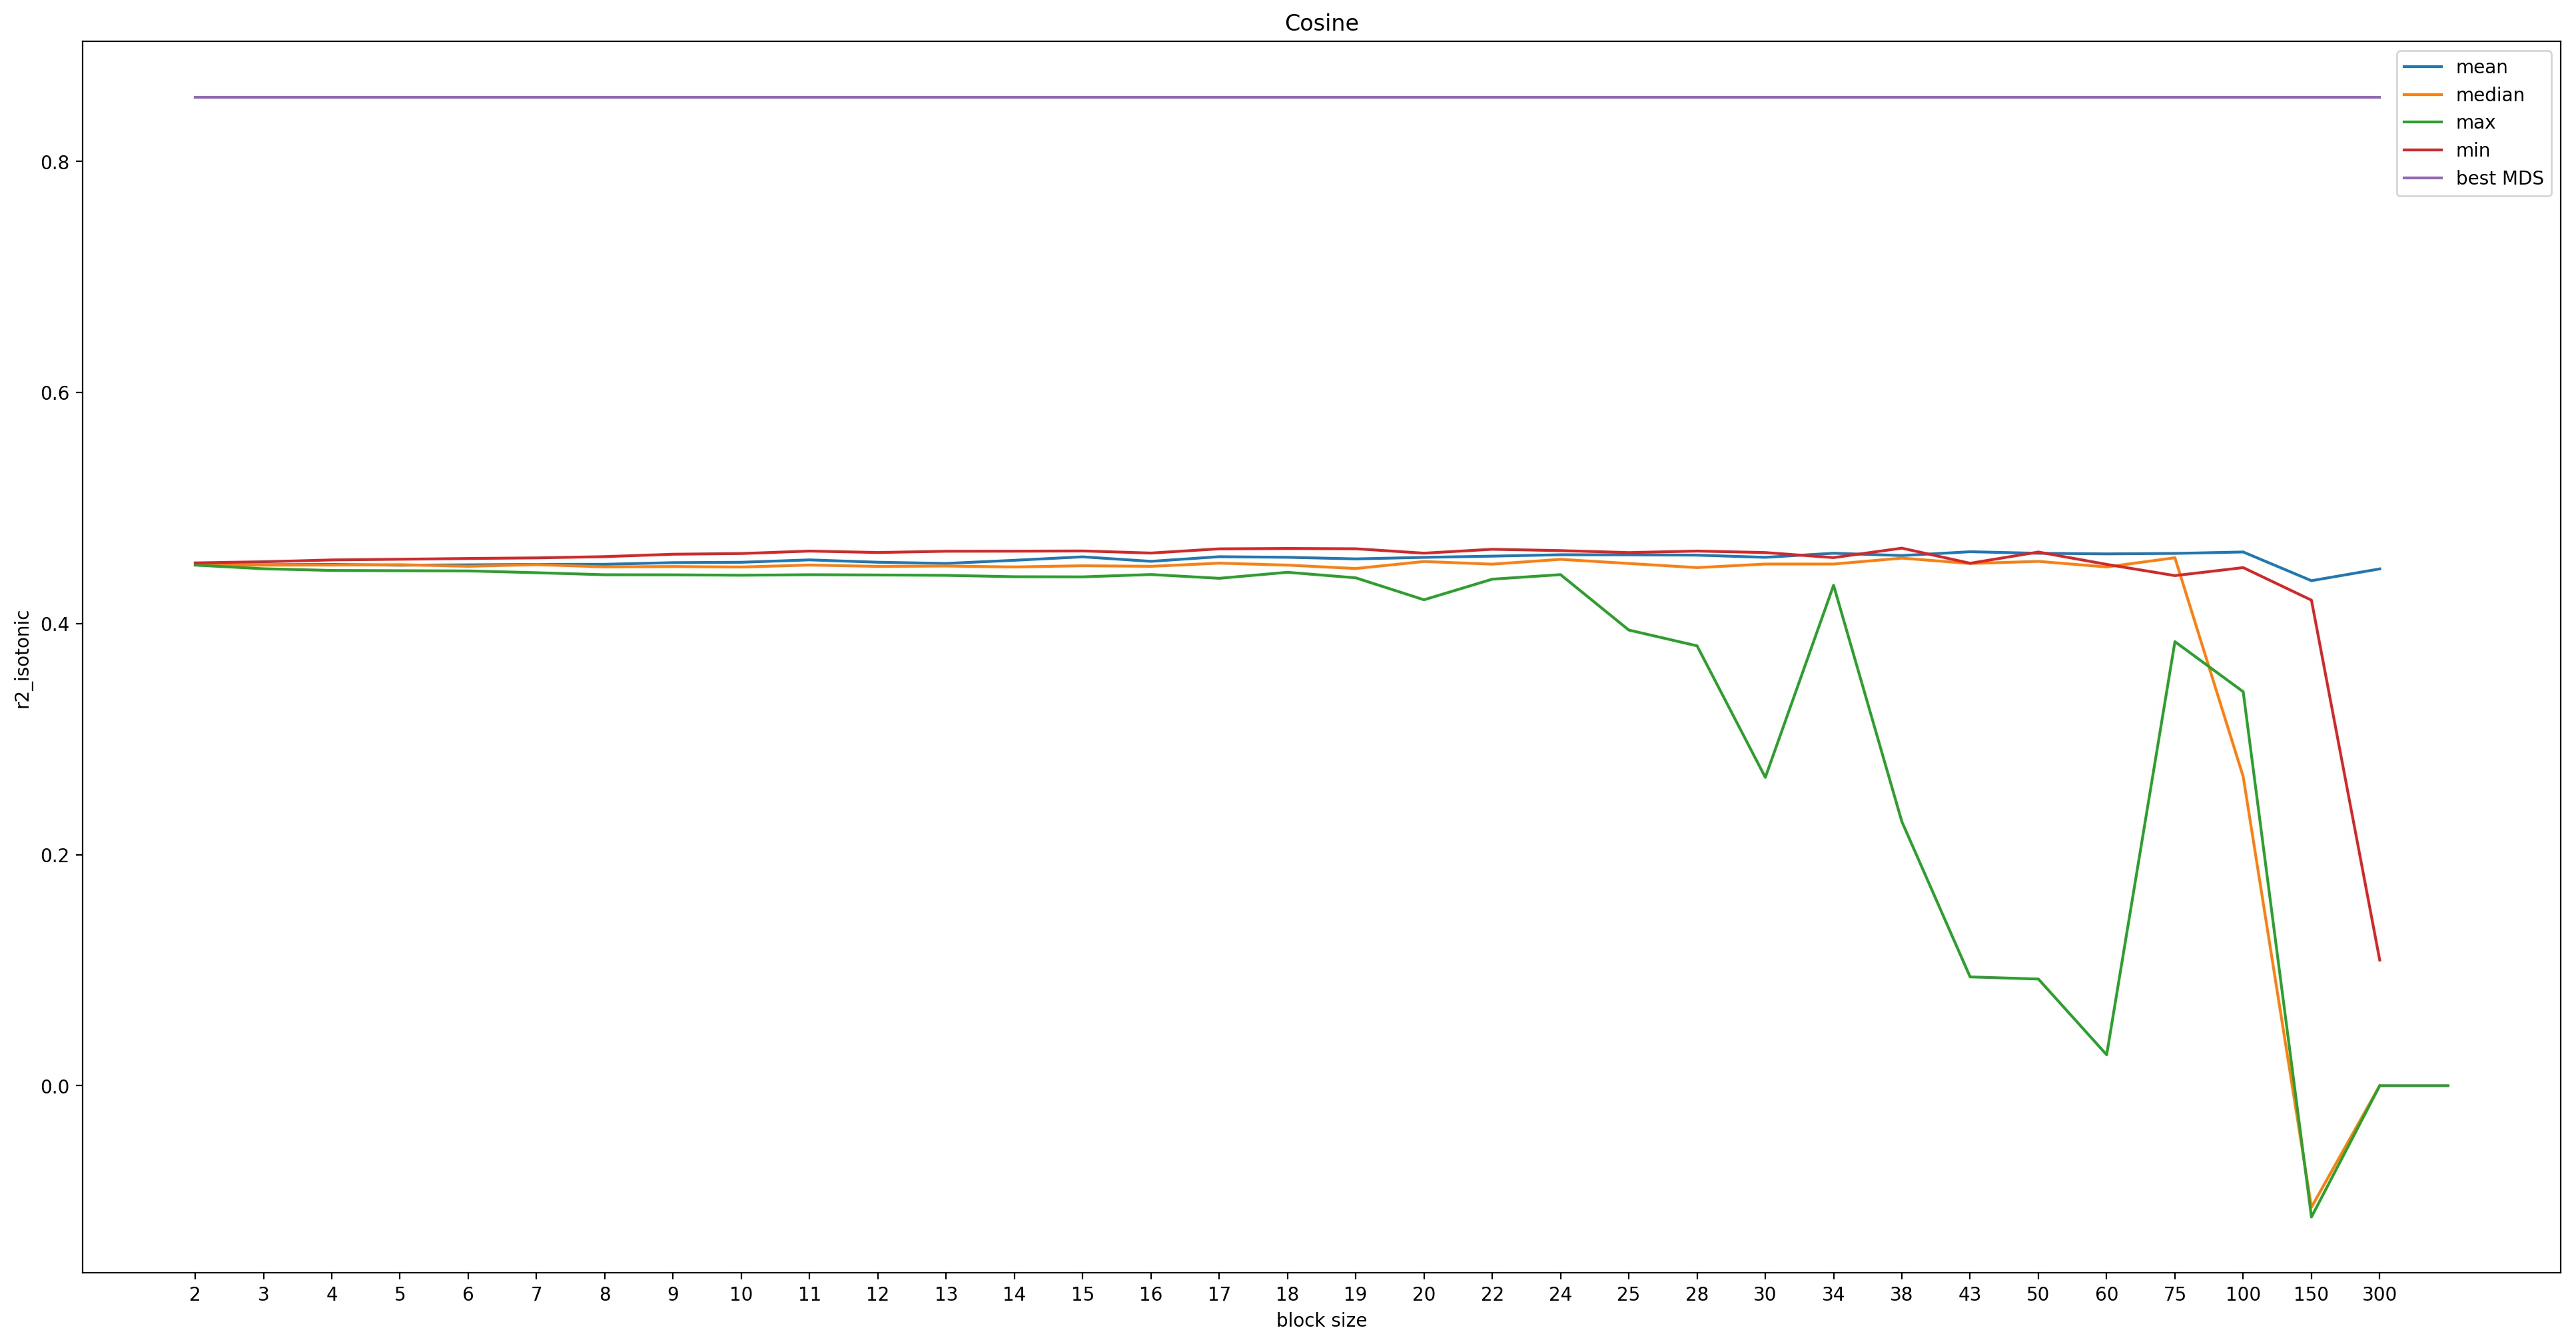 Cosine
mean
median
max
min
best MDS
r2_isotonic
0.8
0.6
0.4
0.2
0.0
2 3 4 5 6 7 8 9 10 11 12 13 14 15 16 17 18 19 20 22 24 25 28 30 34 38 43 50 60 75 100 150 300
block size